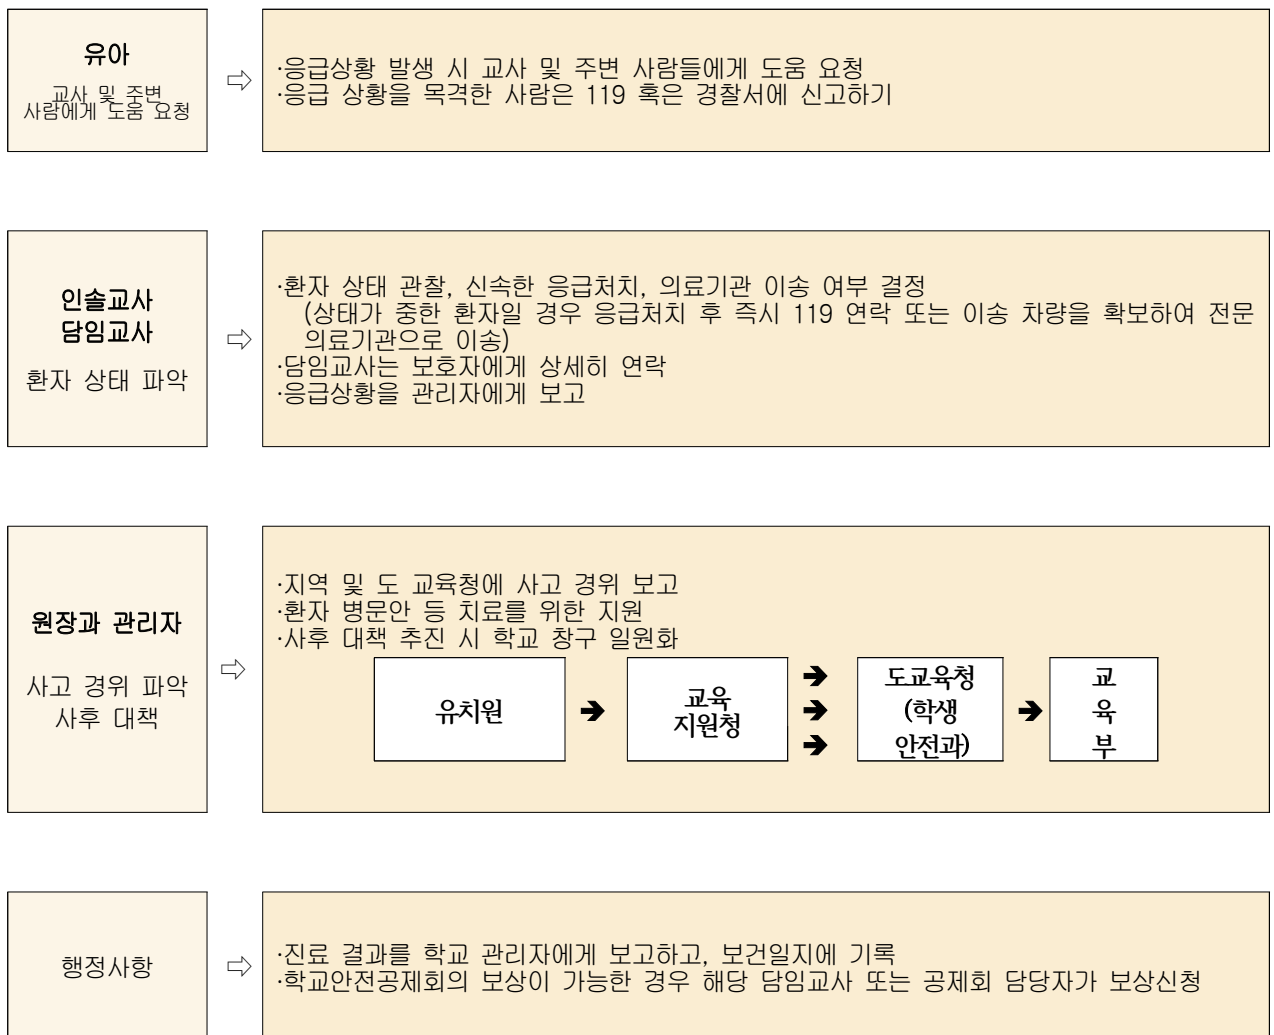 유아
교사 및 주변
사람에게 도움 요청
⇨
·응급상황 발생 시 교사 및 주변 사람들에게 도움 요청
·응급 상황을 목격한 사람은 119 혹은 경찰서에 신고하기
인솔교사
담임교사
환자 상태 파악
⇨
·환자 상태 관찰, 신속한 응급처치, 의료기관 이송 여부 결정
(상태가 중한 환자일 경우 응급처치 후 즉시 119 연락 또는 이송 차량을 확보하여 전문
의료기관으로 이송)
·담임교사는 보호자에게 상세히 연락
·응급상황을 관리자에게 보고
원장과 관리자
사고 경위 파악
사후 대책
⇨
·지역 및 도 교육청에 사고 경위 보고
·환자 병문안 등 치료를 위한 지원
·사후 대책 추진 시 학교 창구 일원화
유치원
➔
교육
지원청
➔
➔
➔
도교육청
(학생
안전과)
➔
교
육
부
행정사항
⇨
·진료 결과를 학교 관리자에게 보고하고, 보건일지에 기록
·학교안전공제회의 보상이 가능한 경우 해당 담임교사 또는 공제회 담당자가 보상신청